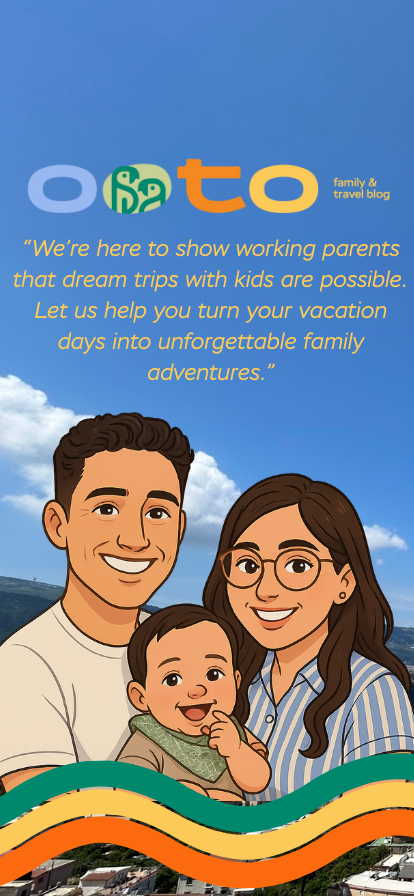 ooto
family &
travel blog
“We’re here to show working parents
that dream trips with kids are possible.
Let us help you turn your vacation
days into unforgettable family
adventures.”